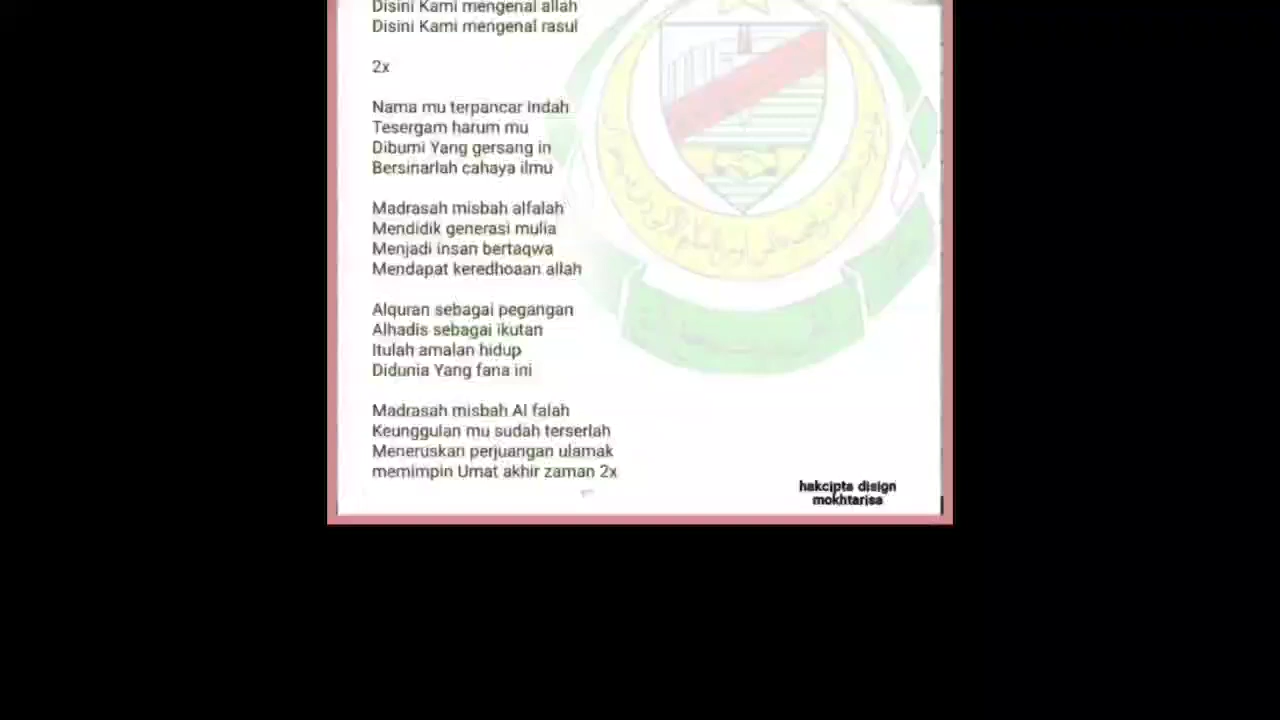 Disini Kami mengenal allah
Disini Kami mengenal rasul
2x
Nama mu terpancar Indah
Tesergam harum mu
Dibumi Yang gersang in
Bersinarlah cahaya ilmu
Madrasah misbah alfalah
Mendidik generasi mulia
Menjadi insan bertaqwa
Mendapat keredhoaan allah
Alquran sebagai pegangan
Alhadis sebagai ikutan
Itulah amalan hidup
Didunia Yang fana ini
Madrasah misbah Al falah
Keunggulan mu sudah terserlah
Meneruskan perjuangan ulamak
memimpin Umat akhir zaman 2x
hakcipta disign
mokhtarisa